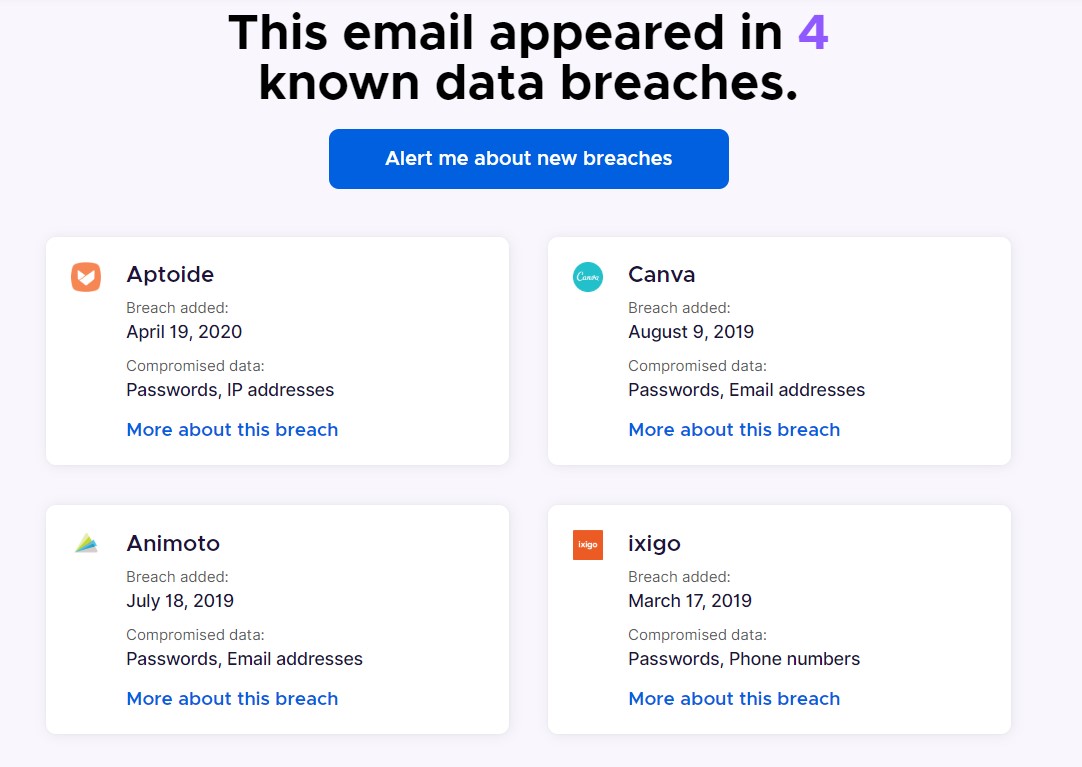 This email appeared in 4
known data breaches.
Alert me about new breaches
Aptoide
Breach added:
April 19, 2020
Compromised data:
Passwords, IP addresses
More about this breach
Canva
Canva
Breach added:
August 9, 2019
Compromised data:
Passwords, Email addresses
More about this breach
Animoto
Breach added:
July 18, 2019
Compromised data:
Passwords, Email addresses
More about this breach
ixigo
ixigo
Breach added:
March 17, 2019
Compromised data:
Passwords, Phone numbers
More about this breach